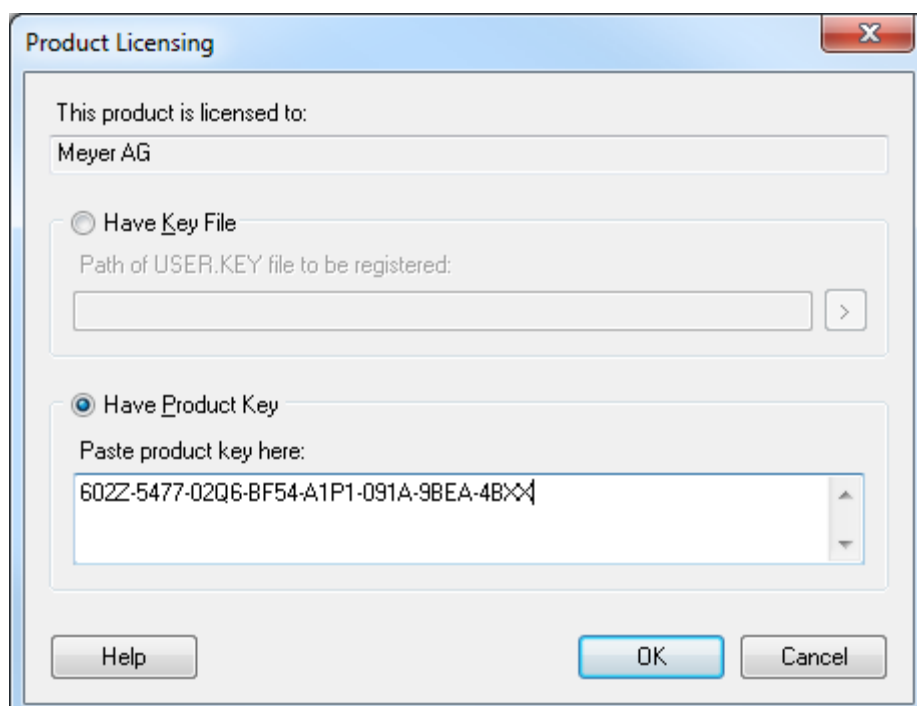 Product Licensing
This product is licensed to:
Meyer AG
Have Key File
Path of USER.KEY file to be registered:
>
Have Product Key
Paste product key here:
602Z-5477-02Q6-BF54-A1P1-091A-9BEA-4BXX
Help OK Cancel